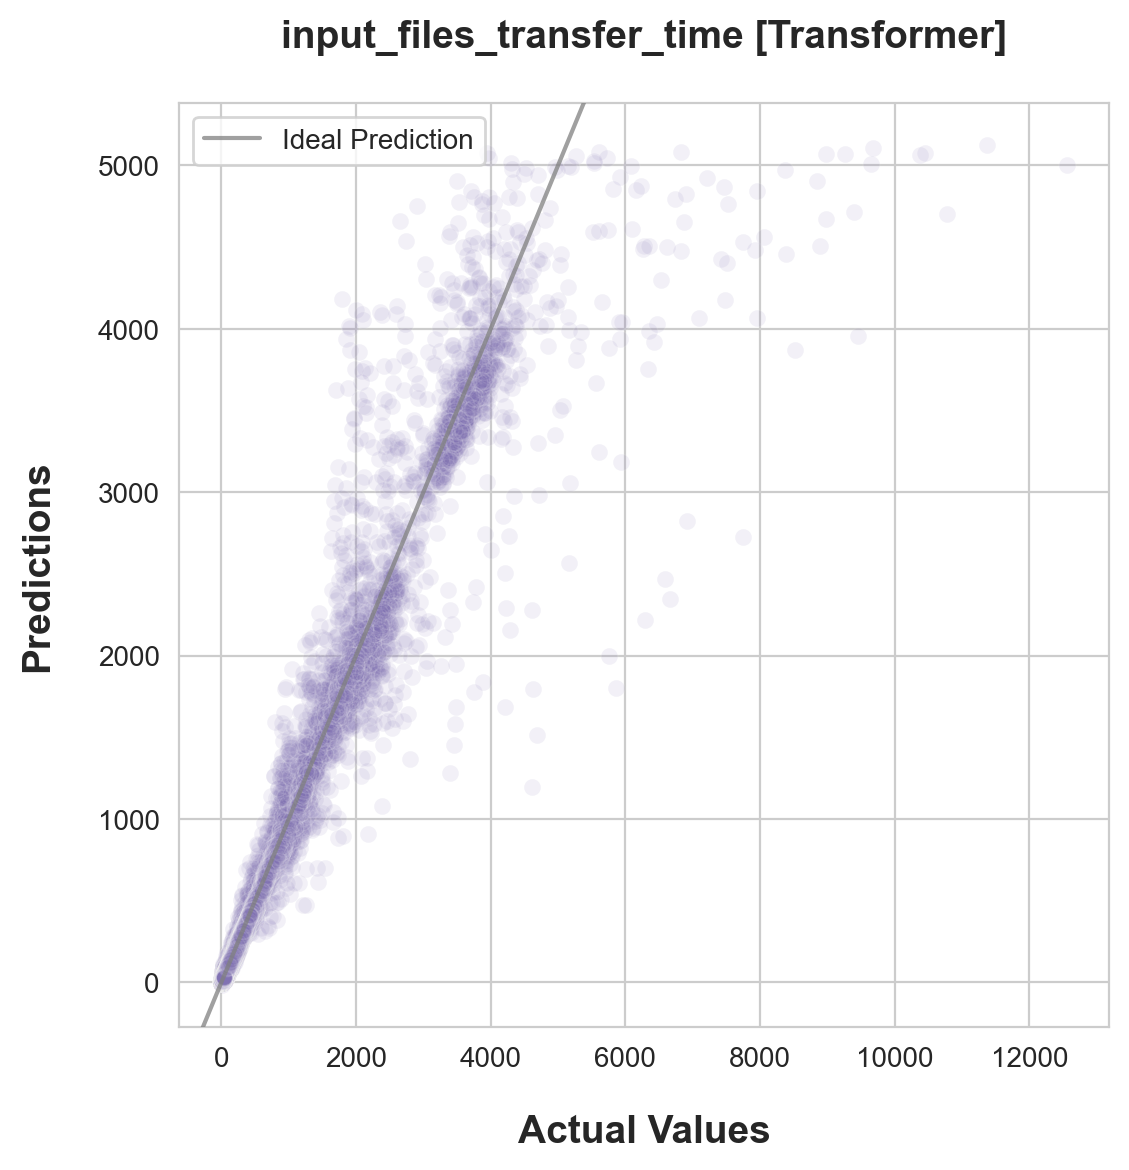 input_files_transfer_time [Transformer]
Ideal Prediction
5000
4000
3000
2000
1000
0
Predictions
0 2000 4000 6000 8000 10000 12000
Actual Values